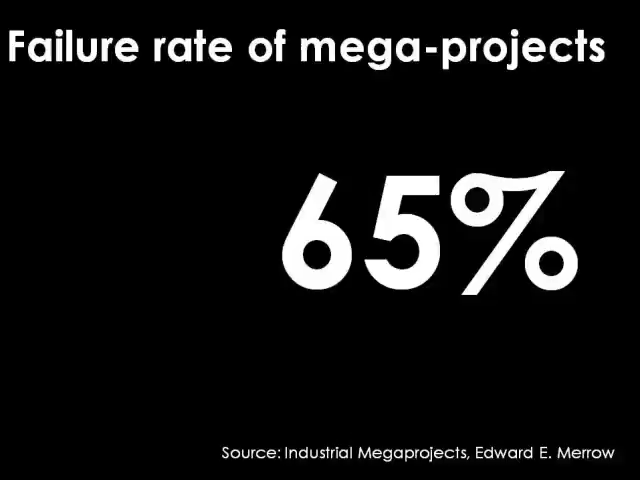 Failure rate of mega-projects
65%
Source: Industrial Megaprojects, Edward E. Merrow